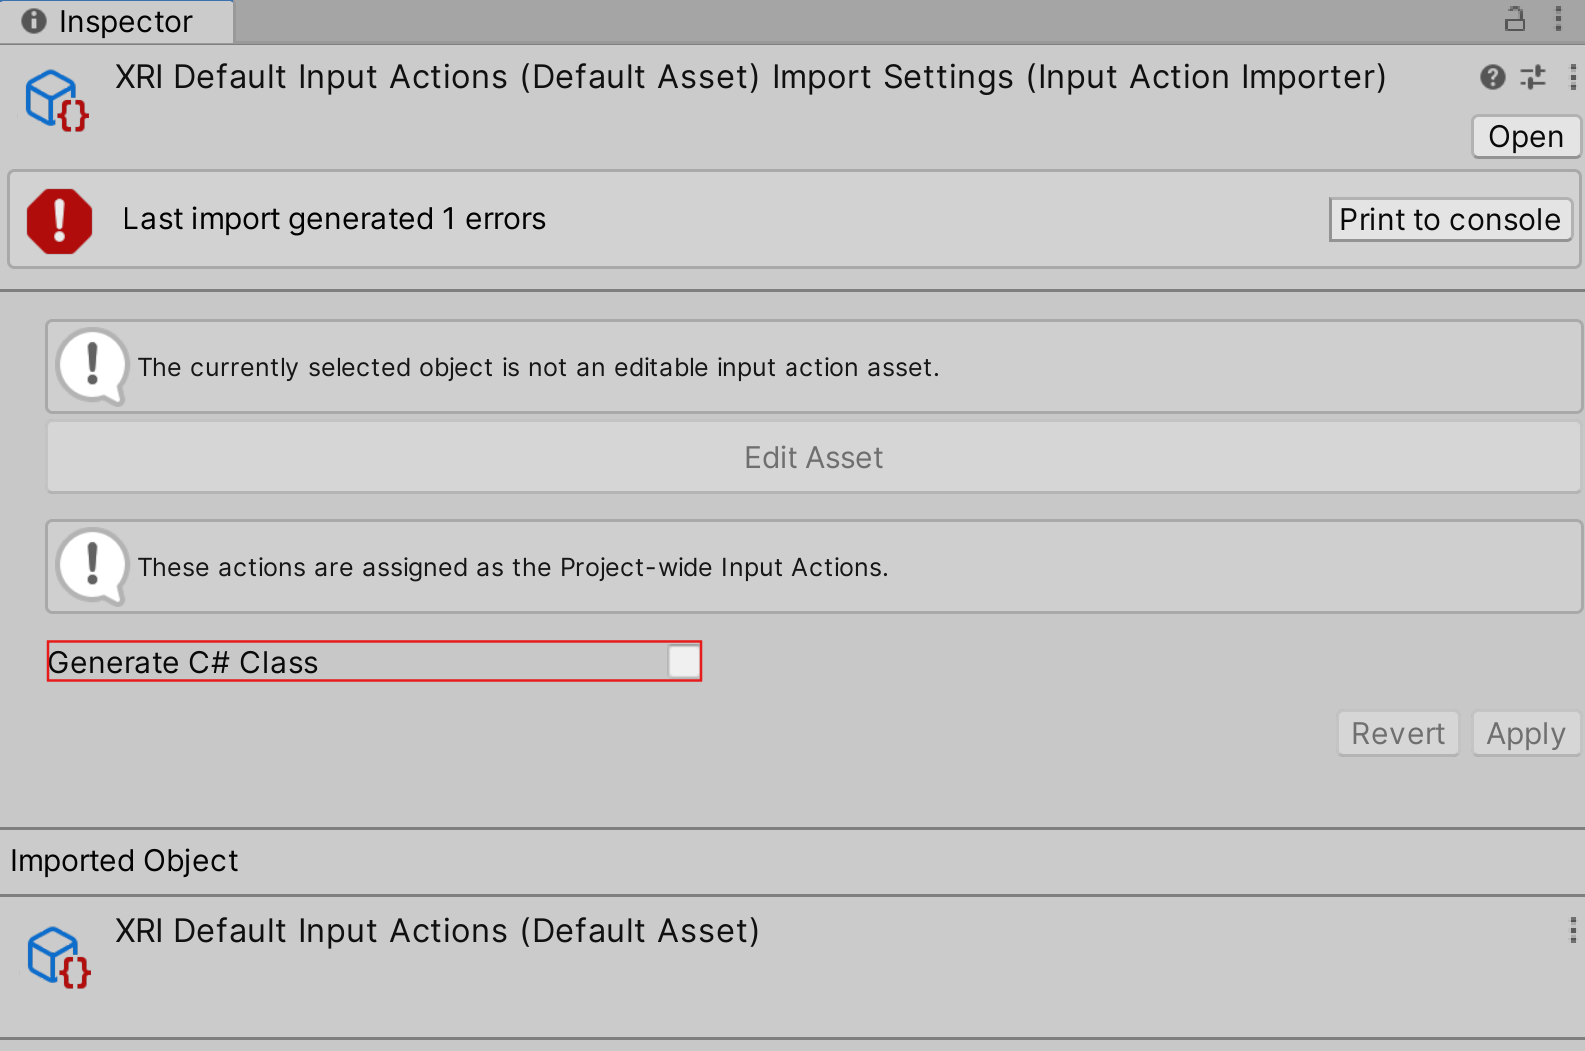 Inspector
XRI Default Input Actions (Default Asset) Import Settings (Input Action Importer)
Open
Last import generated 1 errors
Print to console
The currently selected object is not an editable input action asset.
Edit Asset
These actions are assigned as the Project-wide Input Actions.
Generate C# Class
Revert
Apply
Imported Object
XRI Default Input Actions (Default Asset)